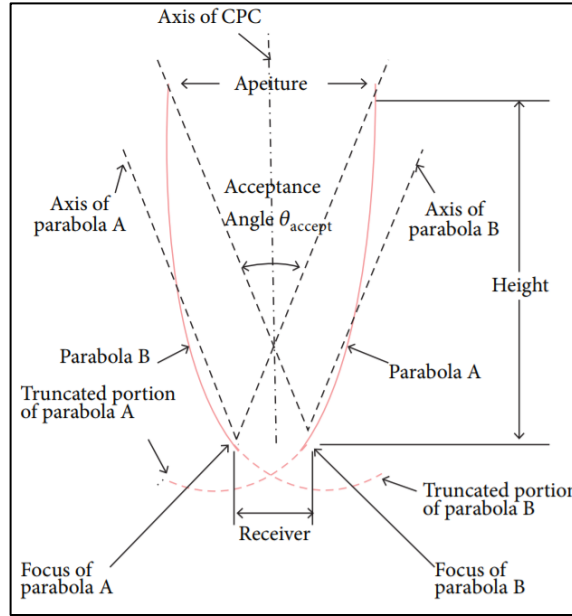 Axis of CPC
Aperture
Axis of
parabola A
Acceptance
Angle θaccept
Axis of
parabola B
Height
Parabola B
Parabola A
Truncated portion
of parabola A
Truncated portion
of parabola B
Receiver
Focus of
parabola A
Focus of
parabola B